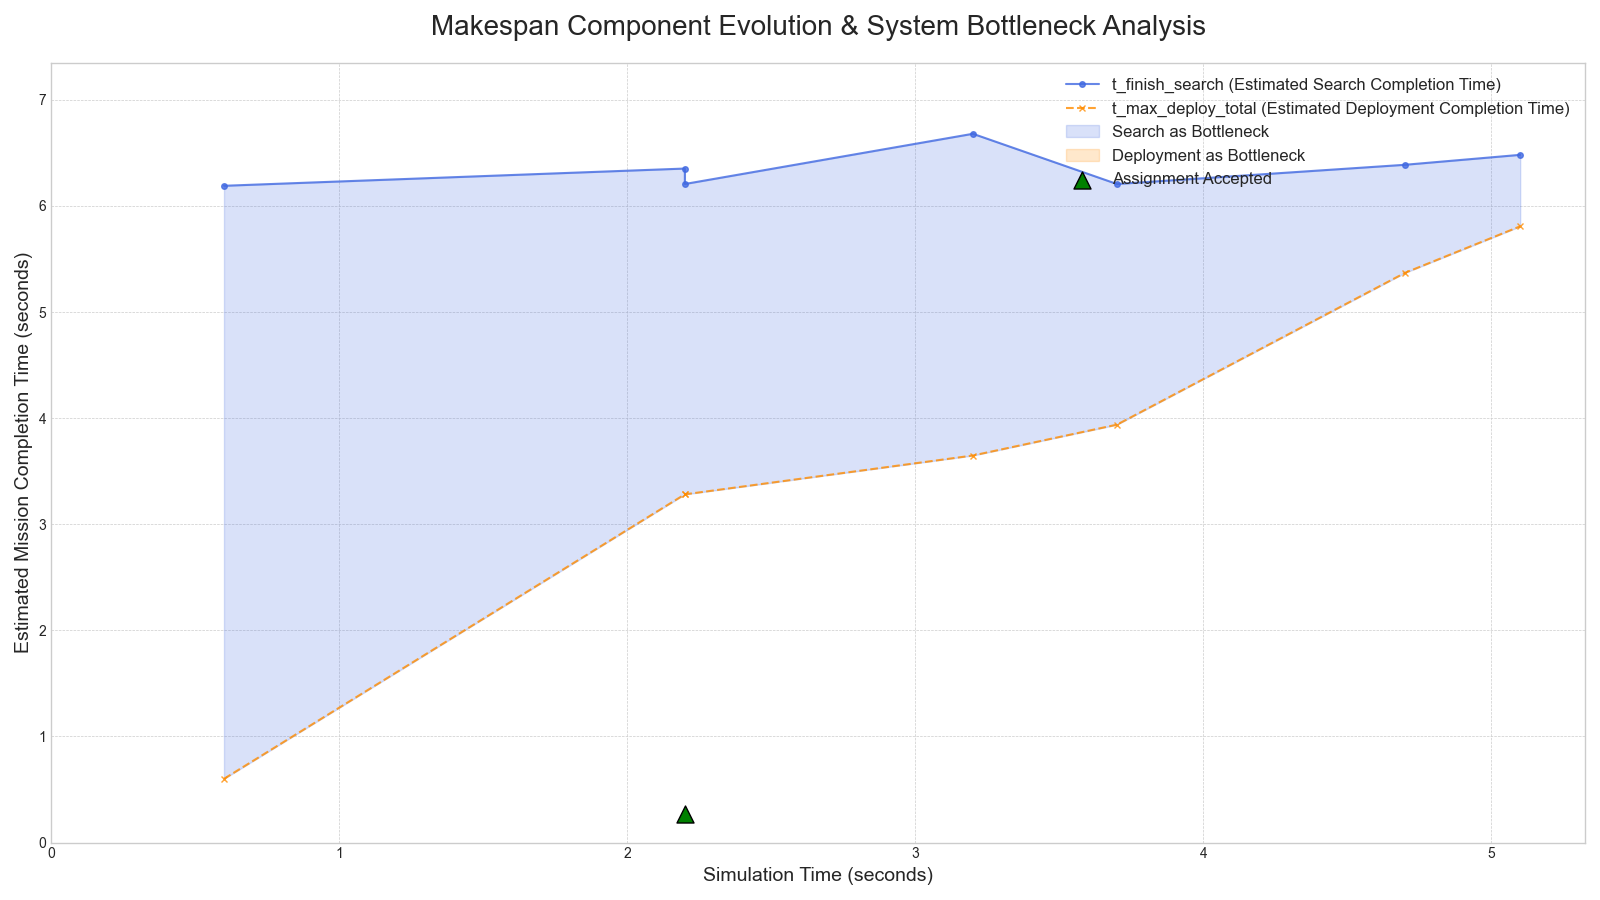 Makespan Component Evolution & System Bottleneck Analysis
t_finish_search (Estimated Search Completion Time)
t_max_deploy_total (Estimated Deployment Completion Time)
Search as Bottleneck
Deployment as Bottleneck
Assignment Accepted
Estimated Mission Completion Time (seconds)
7
6
5
4
3
2
1
0
0 1 2 3 4 5
Simulation Time (seconds)